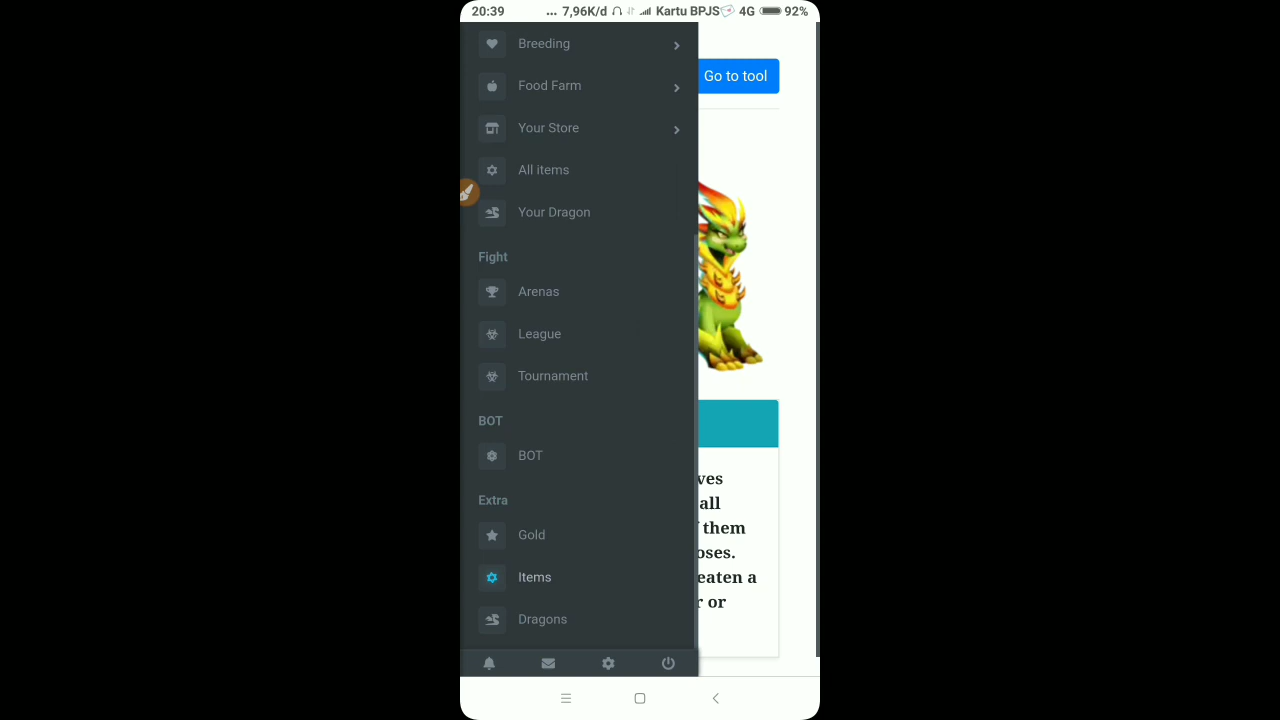 20:39 ... 7,96K/d Kartu BPJS 4G 92%
Breeding
Go to tool
Food Farm
Your Store
All items
Your Dragon
Fight
Arenas
League
Tournament
BOT
BOT
Extra
Gold
Items
Dragons
ves
all
them
oses.
eaten a
r or